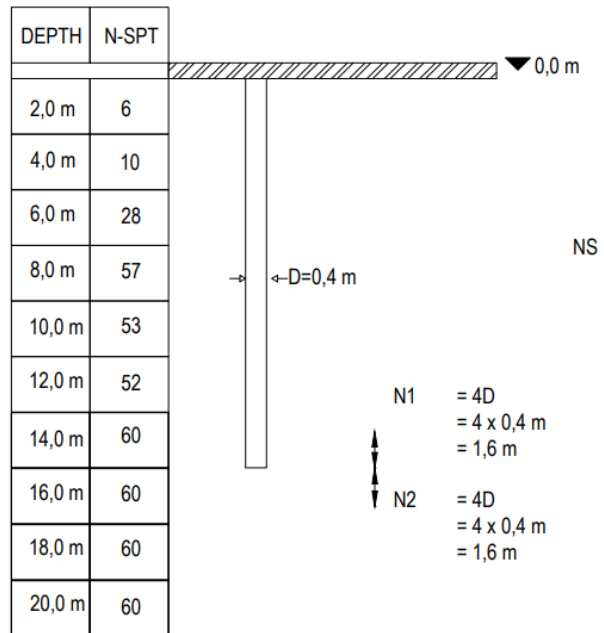 DEPTH N-SPT
0,0 m
2,0 m 6
4,0 m 10
6,0 m 28
NS
8,0 m 57
D=0,4 m
10,0 m 53
12,0 m 52
N1 = 4D
= 4 x 0,4 m
= 1,6 m
14,0 m 60
16,0 m 60
N2 = 4D
= 4 x 0,4 m
= 1,6 m
18,0 m 60
20,0 m 60